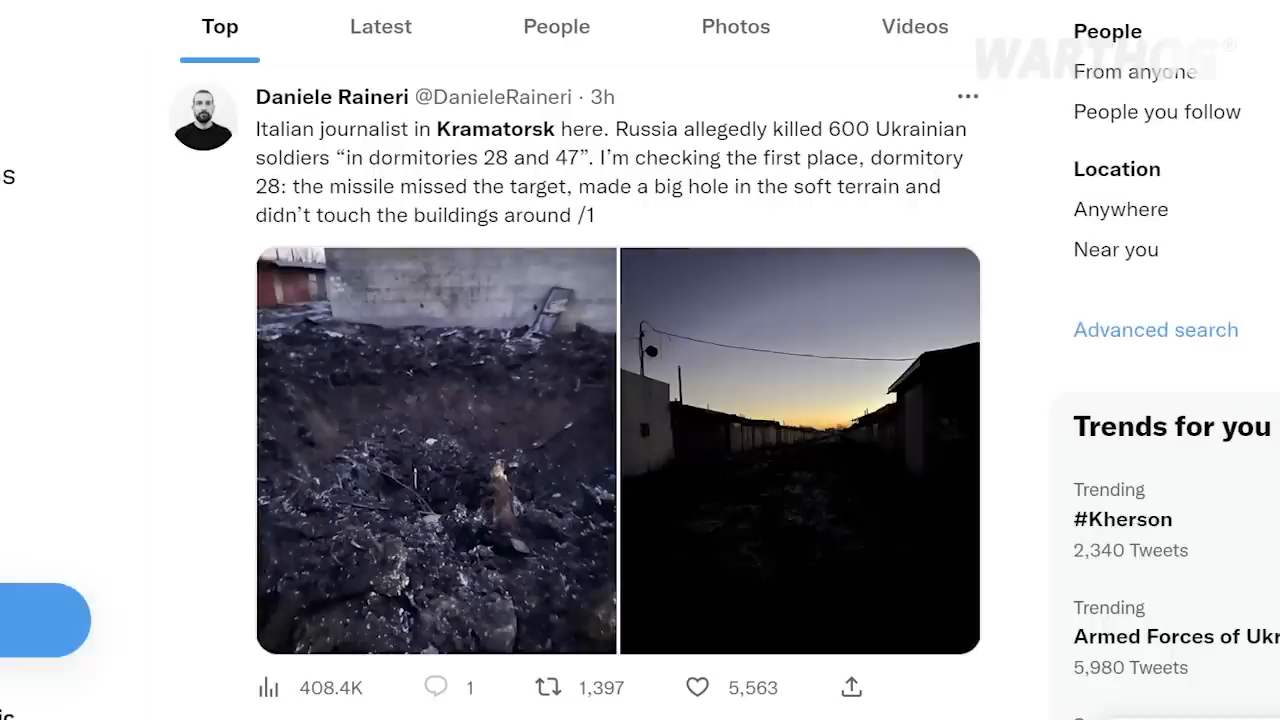 Top
Latest
People
Photos
Videos
WARTHOG®
People
From anyone
People you follow
Location
Anywhere
Near you
Advanced search
Daniele Raineri @DanieleRaineri · 3h
Italian journalist in Kramatorsk here. Russia allegedly killed 600 Ukrainian
soldiers “in dormitories 28 and 47”. I’m checking the first place, dormitory
28: the missile missed the target, made a big hole in the soft terrain and
didn’t touch the buildings around /1
408.4K
1
1,397
5,563
Trends for you
Trending
#Kherson
2,340 Tweets
Trending
Armed Forces of Ukr
5,980 Tweets